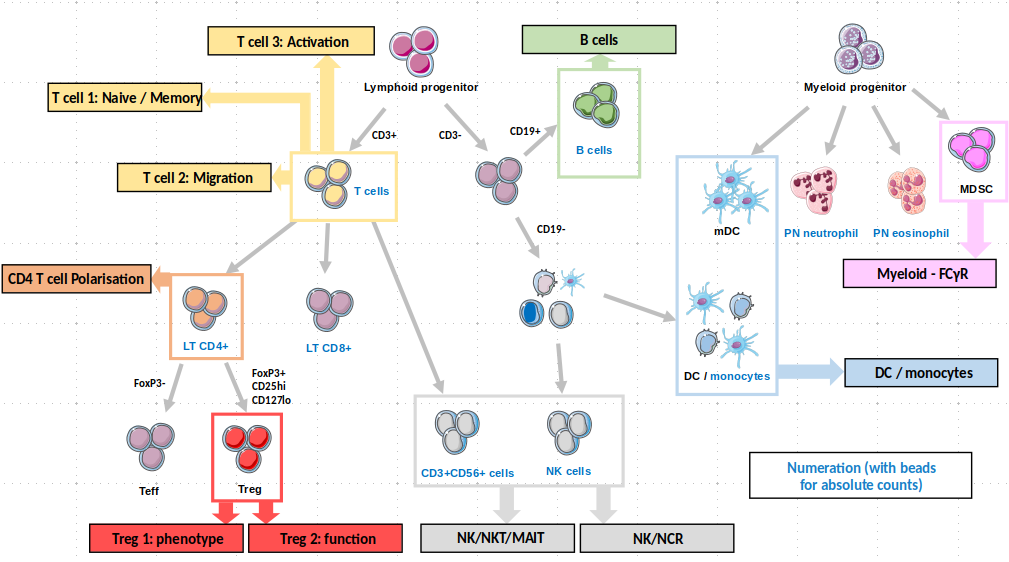 T cell 3: Activation
B cells
T cell 1: Naive / Memory
Lymphoid progenitor
Myeloid progenitor
CD3+
CD3-
CD19+
B cells
T cell 2: Migration
T cells
MDSC
mDC
PN neutrophil
PN eosinophil
CD19-
CD4 T cell Polarisation
Myeloid - FCγR
LT CD4+
LT CD8+
DC / monocytes
DC / monocytes
FoxP3-
FoxP3+
CD25hi
CD127lo
Teff
Treg
CD3+CD56+ cells
NK cells
Numeration (with beads
for absolute counts)
Treg 1: phenotype
Treg 2: function
NK/NKT/MAIT
NK/NCR